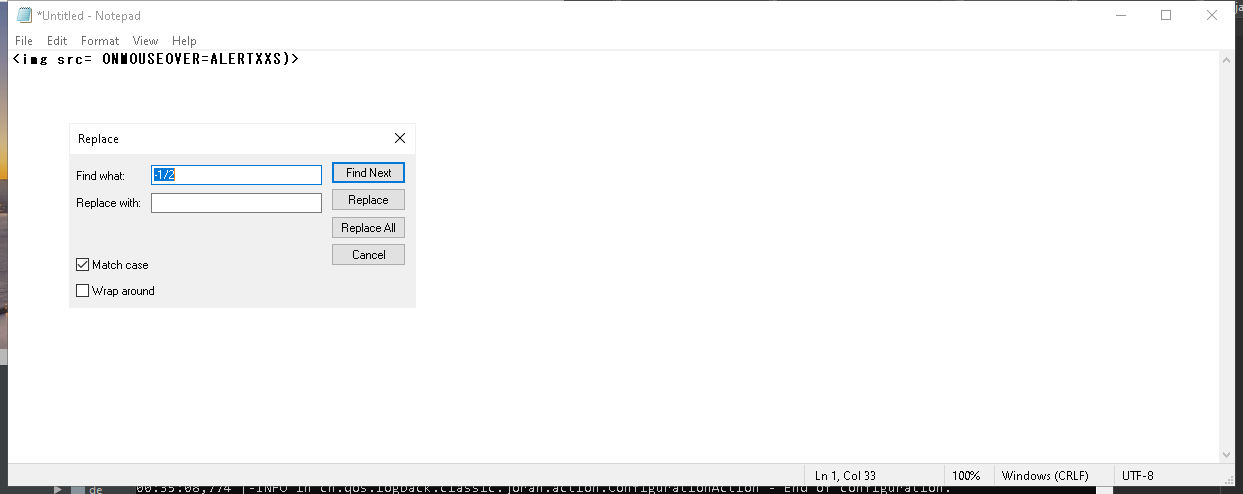 *Untitled - Notepad
File Edit Format View Help
<img src= ONMOUSEOVER=ALERTXXS)>
Replace
Find what: -1/2 Find Next
Replace with: Replace
Replace All
Cancel
Match case
Wrap around
Ln 1, Col 33 100% Windows (CRLF) UTF-8
de 00:35:08,774 |-INFO in ch.qos.logback.classic.joran.action.ConfigurationAction - End of configuration.